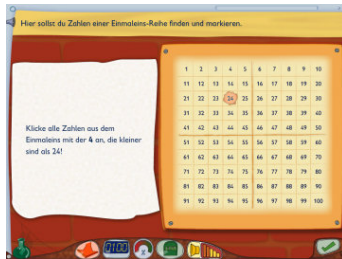 Hier sollst du Zahlen einer Einmaleins-Reihe finden und markieren.
Klicke alle Zahlen aus dem
Einmaleins mit der 4 an, die kleiner
sind als 24!
1 2 3 4 5 6 7 8 9 10
11 12 13 14 15 16 17 18 19 20
21 22 23 24 25 26 27 28 29 30
31 32 33 34 35 36 37 38 39 40
41 42 43 44 45 46 47 48 49 50
51 52 53 54 55 56 57 58 59 60
61 62 63 64 65 66 67 68 69 70
71 72 73 74 75 76 77 78 79 80
81 82 83 84 85 86 87 88 89 90
91 92 93 94 95 96 97 98 99 100
01:00